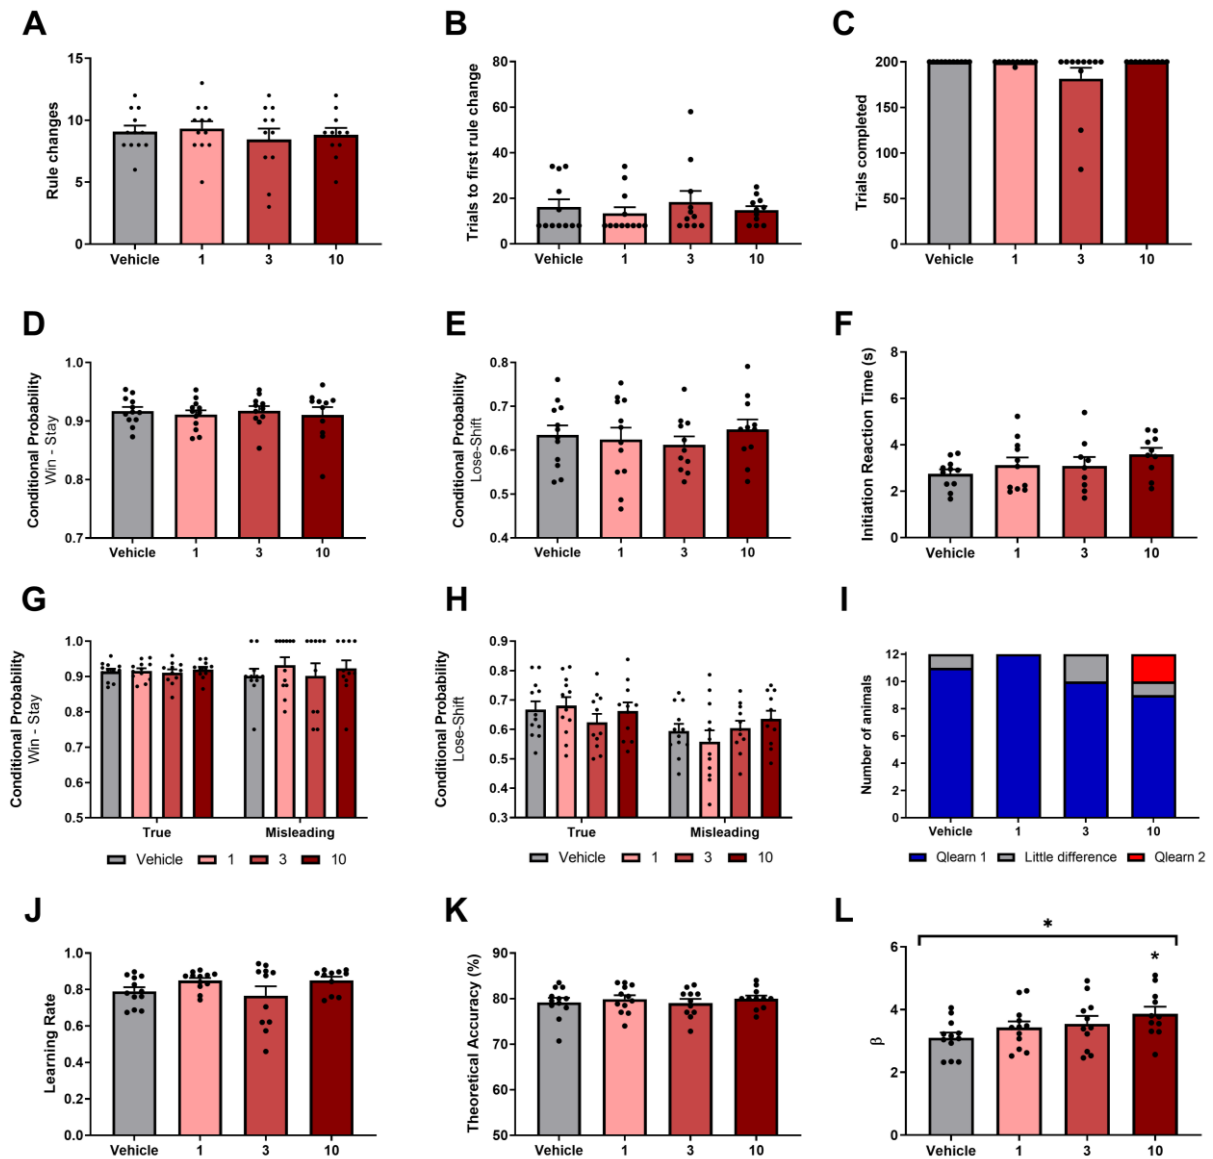 A
Rule changes
15
10
5
0
Vehicle 1 3 10
B
Trials to first rule change
80
60
40
20
0
Vehicle 1 3 10
C
Trials completed
200
150
100
50
200
Vehicle 1 3 10
D
Conditional Probability
Win - Stay
1.0
0.9
0.8
0.7
Vehicle 1 3 10
E
Conditional Probability
Lose-Shift
0.8
0.7
0.6
0.5
0.4
Vehicle 1 3 10
F
Initiation Reaction Time (s)
8
6
4
2
0
Vehicle 1 3 10
G
Conditional Probability
Win - Stay
1.0
0.9
0.8
0.7
0.6
0.5
True Misleading
Vehicle 1 3 10
H
Conditional Probability
Lose-Shift
0.9
0.8
0.7
0.6
0.5
0.4
0.3
True Misleading
Vehicle 1 3 10
I
Number of animals
12
10
8
6
4
2
0
Vehicle 1 3 10
Qlearn 1 Little difference Qlearn 2
J
Learning Rate
1.0
0.8
0.6
0.4
0.2
0.0
Vehicle 1 3 10
K
Theoretical Accuracy (%)
90
80
70
60
50
Vehicle 1 3 10
L
β
6
4
2
0
*
*
Vehicle 1 3 10